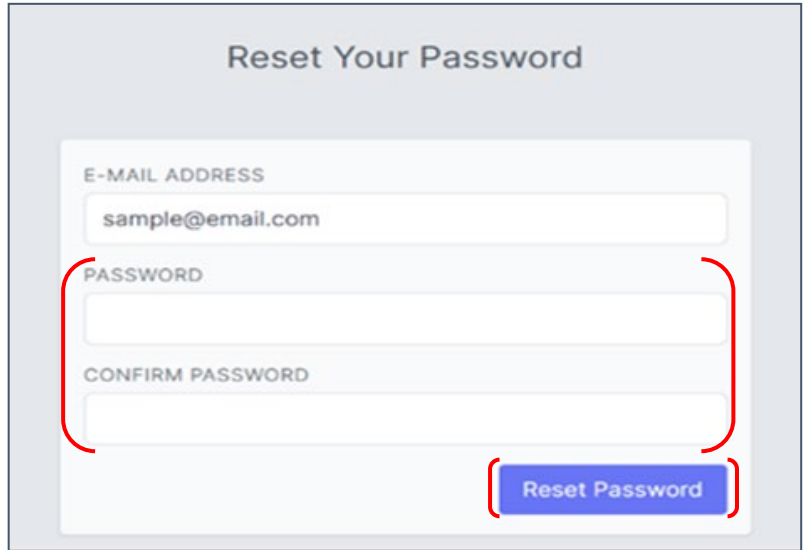 Reset Your Password
E-MAIL ADDRESS
sample@email.com
PASSWORD
CONFIRM PASSWORD
Reset Password